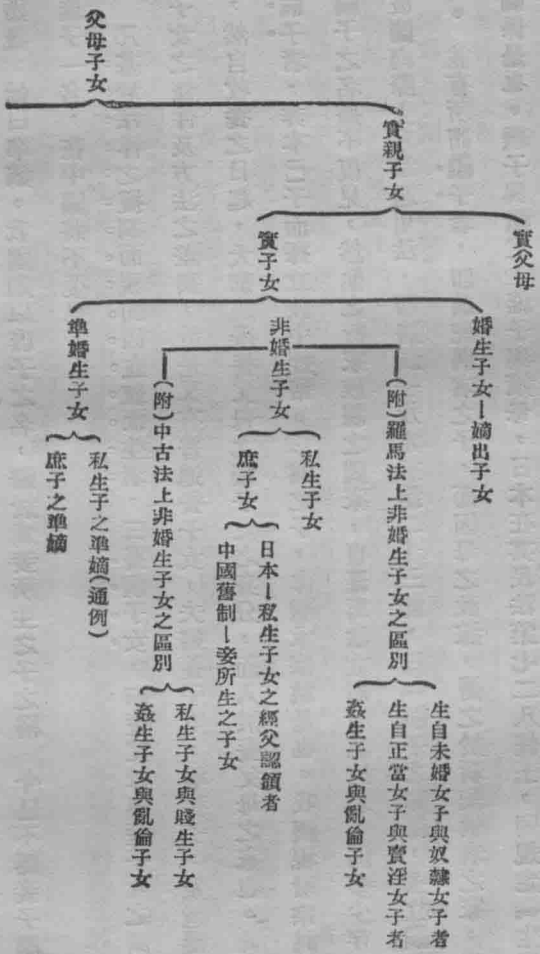 父母子女
實親子女
實父母
實子女
婚生子女—嫡出子女
非婚生子女
(附)羅馬法上非婚生子女之區別
生自未婚女子與奴隸女子者
生自正當女子與賣淫女子者
姦生子女與亂倫子女
私生子女
庶子女
日本—私生子女之經父認領者
中國舊制—妾所生之子女
(附)中古法上非婚生子女之區別
私生子女與賤生子女
姦生子女與亂倫子女
準婚生子女
私生子之準嫡(通例)
庶子之準嫡